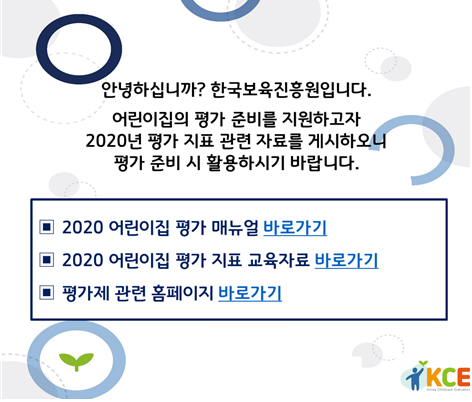 안녕하십니까? 한국보육진흥원입니다.
어린이집의 평가 준비를 지원하고자
2020년 평가 지표 관련 자료를 게시하오니
평가 준비 시 활용하시기 바랍니다.
▣ 2020 어린이집 평가 매뉴얼 바로가기
▣ 2020 어린이집 평가 지표 교육자료 바로가기
▣ 평가제 관련 홈페이지 바로가기
KCE